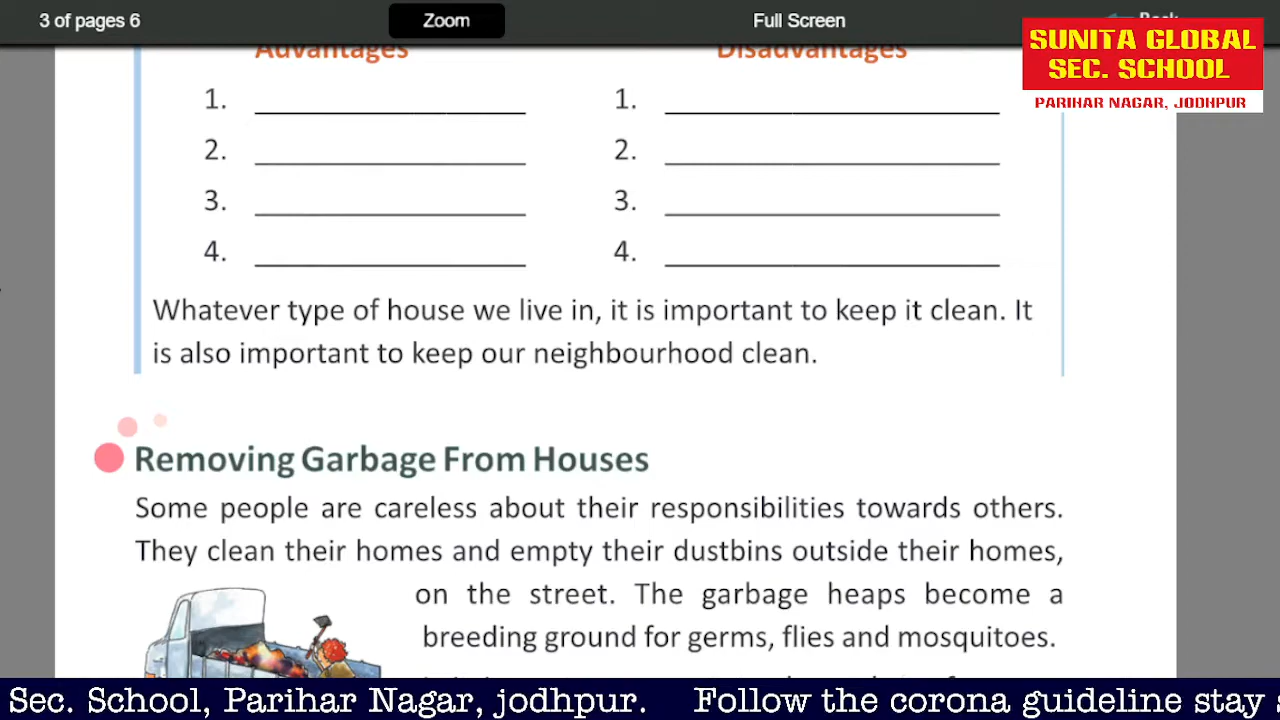 3 of pages 6
Zoom
Full Screen
Back
SUNITA GLOBAL
SEC. SCHOOL
PARIHAR NAGAR, JODHPUR
Advantages
Disadvantages
1. 1.
2. 2.
3. 3.
4. 4.
Whatever type of house we live in, it is important to keep it clean. It
is also important to keep our neighbourhood clean.
Removing Garbage From Houses
Some people are careless about their responsibilities towards others.
They clean their homes and empty their dustbins outside their homes,
on the street. The garbage heaps become a
breeding ground for germs, flies and mosquitoes.
Sec. School, Parihar Nagar, jodhpur. Follow the corona guideline stay